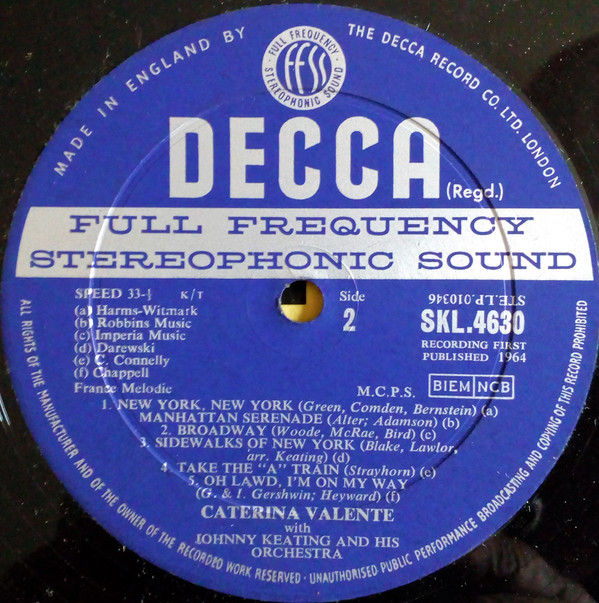 MADE IN ENGLAND BY
THE DECCA RECORD CO. LTD. LONDON
FULL FREQUENCY
FFSS
STEREOPHONIC SOUND
DECCA (Regd.)
FULL FREQUENCY
STEREOPHONIC SOUND
SPEED 33-⅓ K/T
(a) Harms-Witmark
(b) Robbins Music
(c) Imperia Music
(d) Darewski
(e) C. Connelly
(f) Chappell
France Melodie
Side
2
STE.LP.010346
SKL.4630
RECORDING FIRST
PUBLISHED 1964
M.C.P.S. BIEM NCB
1. NEW YORK, NEW YORK (Green, Comden, Bernstein) (a)
MANHATTAN SERENADE (Alter; Adamson) (b)
2. BROADWAY (Woode, McRae, Bird) (c)
3. SIDEWALKS OF NEW YORK (Blake, Lawlor,
arr. Keating) (d)
4. TAKE THE "A" TRAIN (Strayhorn) (e)
5. OH LAWD, I'M ON MY WAY
(G. & I. Gershwin; Heyward) (f)
CATERINA VALENTE
with
JOHNNY KEATING AND HIS
ORCHESTRA
ALL RIGHTS OF THE MANUFACTURER AND OF THE OWNER OF THE RECORDED WORK RESERVED · UNAUTHORISED PUBLIC PERFORMANCE BROADCASTING AND COPYING OF THIS RECORD PROHIBITED